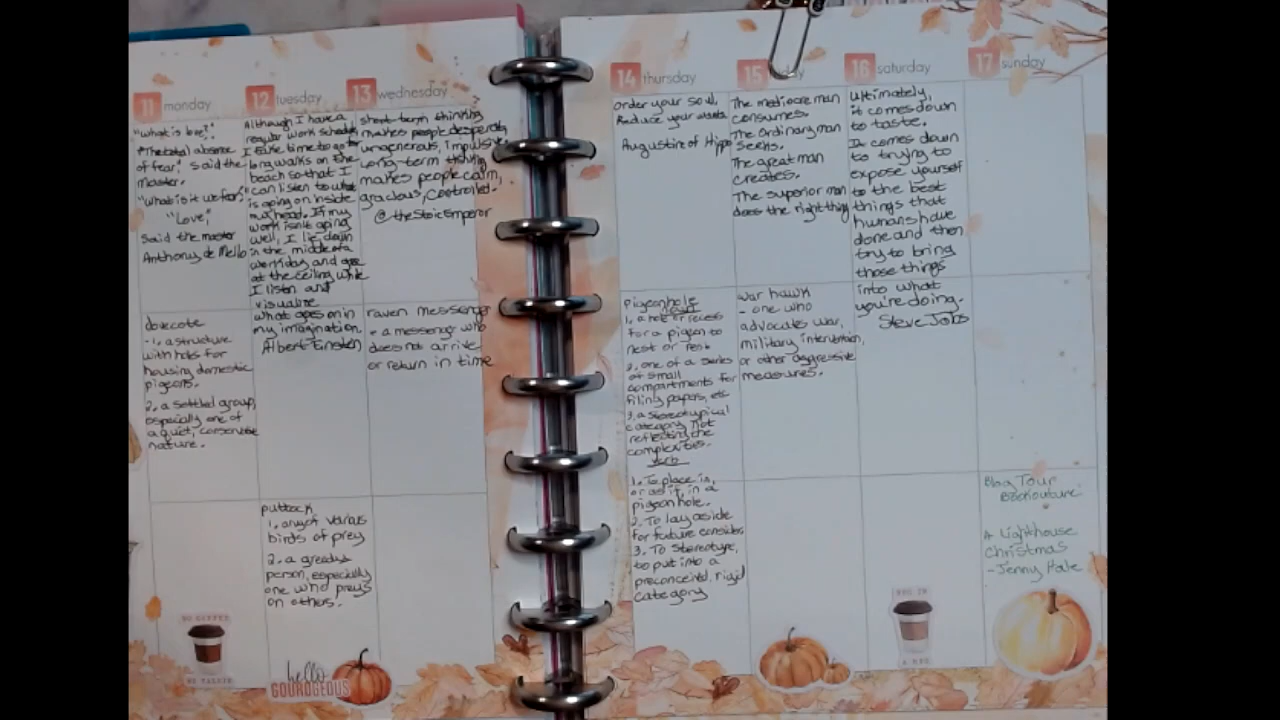 11 monday
"What is love?"
"The total absence
of fear," said the
master.
"What is it we fear?"
"Love,"
said the master
Anthony de Mello
dovecote
-1. a structure
with holes for
housing domestic
pigeons.
2. a settled group,
especially one of
a quiet, conservative
nature.
NO COFFEE
NO TALKEE
12 tuesday
Although I have a
regular work schedule,
I take time to go for
long walks on the
beach so that I
can listen to what
is going on inside
my head. If my
work isn't going
well, I lie down
in the middle of a
workday and gaze
at the ceiling while
I listen and
visualize
what goes on in
my imagination.
Albert Einstein
puttock
1. any of various
birds of prey
2. a greedy
person, especially
one who preys
on others.
hello
GOURDGEOUS
13 wednesday
short-term thinking
makes people desperate,
ungenerous, impulsive.
Long-term thinking
makes people calm,
gracious, controlled.
@theStoicEmperor
raven messenger
- a messenger who
does not arrive
or return in time
14 thursday
Order your soul,
Reduce your wants
Augustine of Hippo
Pigeonhole
noun
1. a hole or recess
for a pigeon to
nest or rest
2. one of a series
of small
compartments for
filing papers, etc
3. a stereotypical
category not
reflecting the
complexities.
verb
1. To place in,
or as if in a
pigeon hole.
2. To lay aside
for future consider
3. To stereotype,
to put into a
preconceived, rigid
category
15
The mediocre man
consumes.
The ordinary man
seeks.
The great man
creates.
The superior man
does the right thing
war hawk
- one who
advocates war,
military intervention,
or other aggressive
measures.
16 saturday
Ultimately,
it comes down
to taste.
It comes down
to trying to
expose yourself
to the best
things that
humans have
done and then
try to bring
those things
into what
you're doing.
Steve Jobs
17 sunday
Blog Tour
Bookouture
A Lighthouse
Christmas
-Jenny Hale